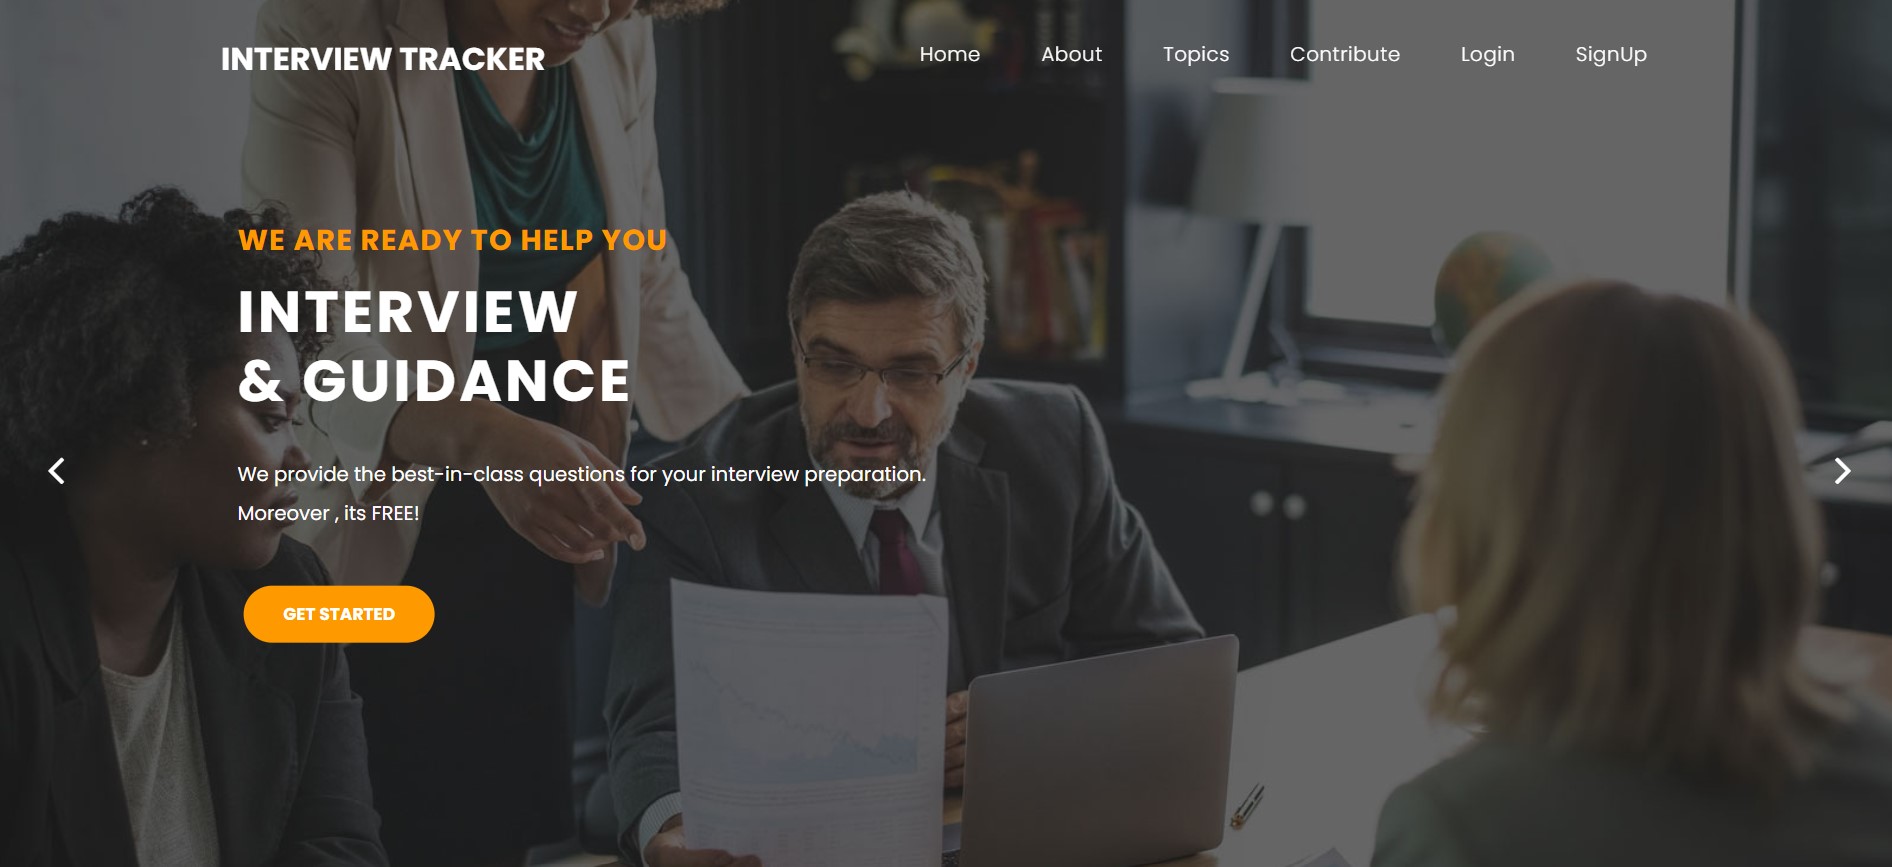 INTERVIEW TRACKER
Home About Topics Contribute Login SignUp
WE ARE READY TO HELP YOU
INTERVIEW
& GUIDANCE
We provide the best-in-class questions for your interview preparation.
Moreover , its FREE!
GET STARTED